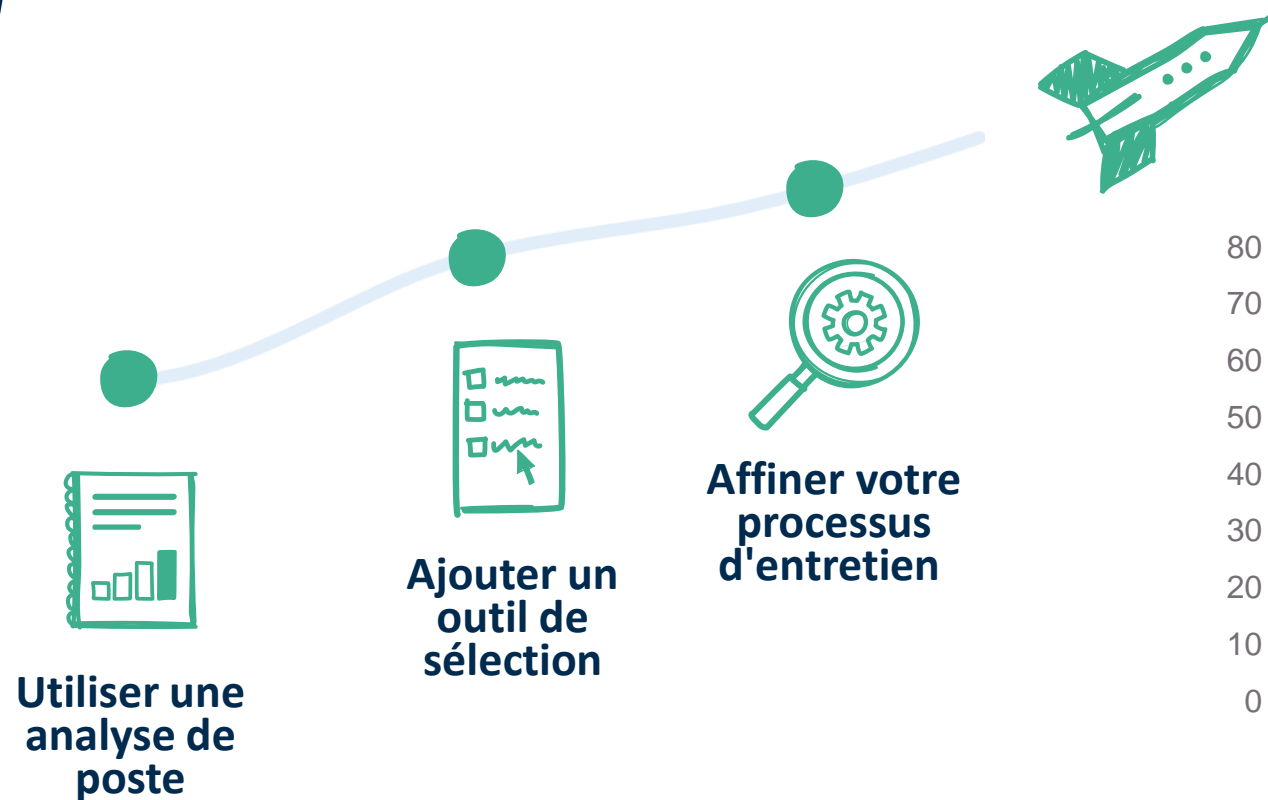 Utiliser une
analyse de
poste
Ajouter un
outil de
sélection
Affiner votre
processus
d'entretien
80
70
60
50
40
30
20
10
0